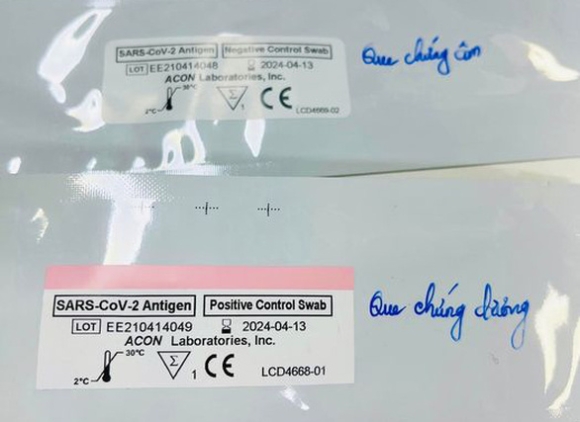 SARS-CoV-2 Antigen Negative Control Swab
LOT EE210414048 2024-04-13
ACON Laboratories, Inc.
2°C 30°C Σ 1 CE LCD4669-02
Que chứng âm
SARS-CoV-2 Antigen Positive Control Swab
LOT EE210414049 2024-04-13
ACON Laboratories, Inc.
2°C 30°C Σ 1 CE LCD4668-01
Que chứng dương